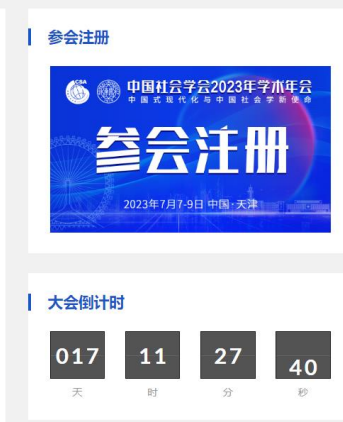 参会注册
CSA
中国社会学会2023年学术年会
中国式现代化与中国社会学新使命
参会注册
2023年7月7-9日 中国·天津
大会倒计时
017 11 27 40
天 时 分 秒